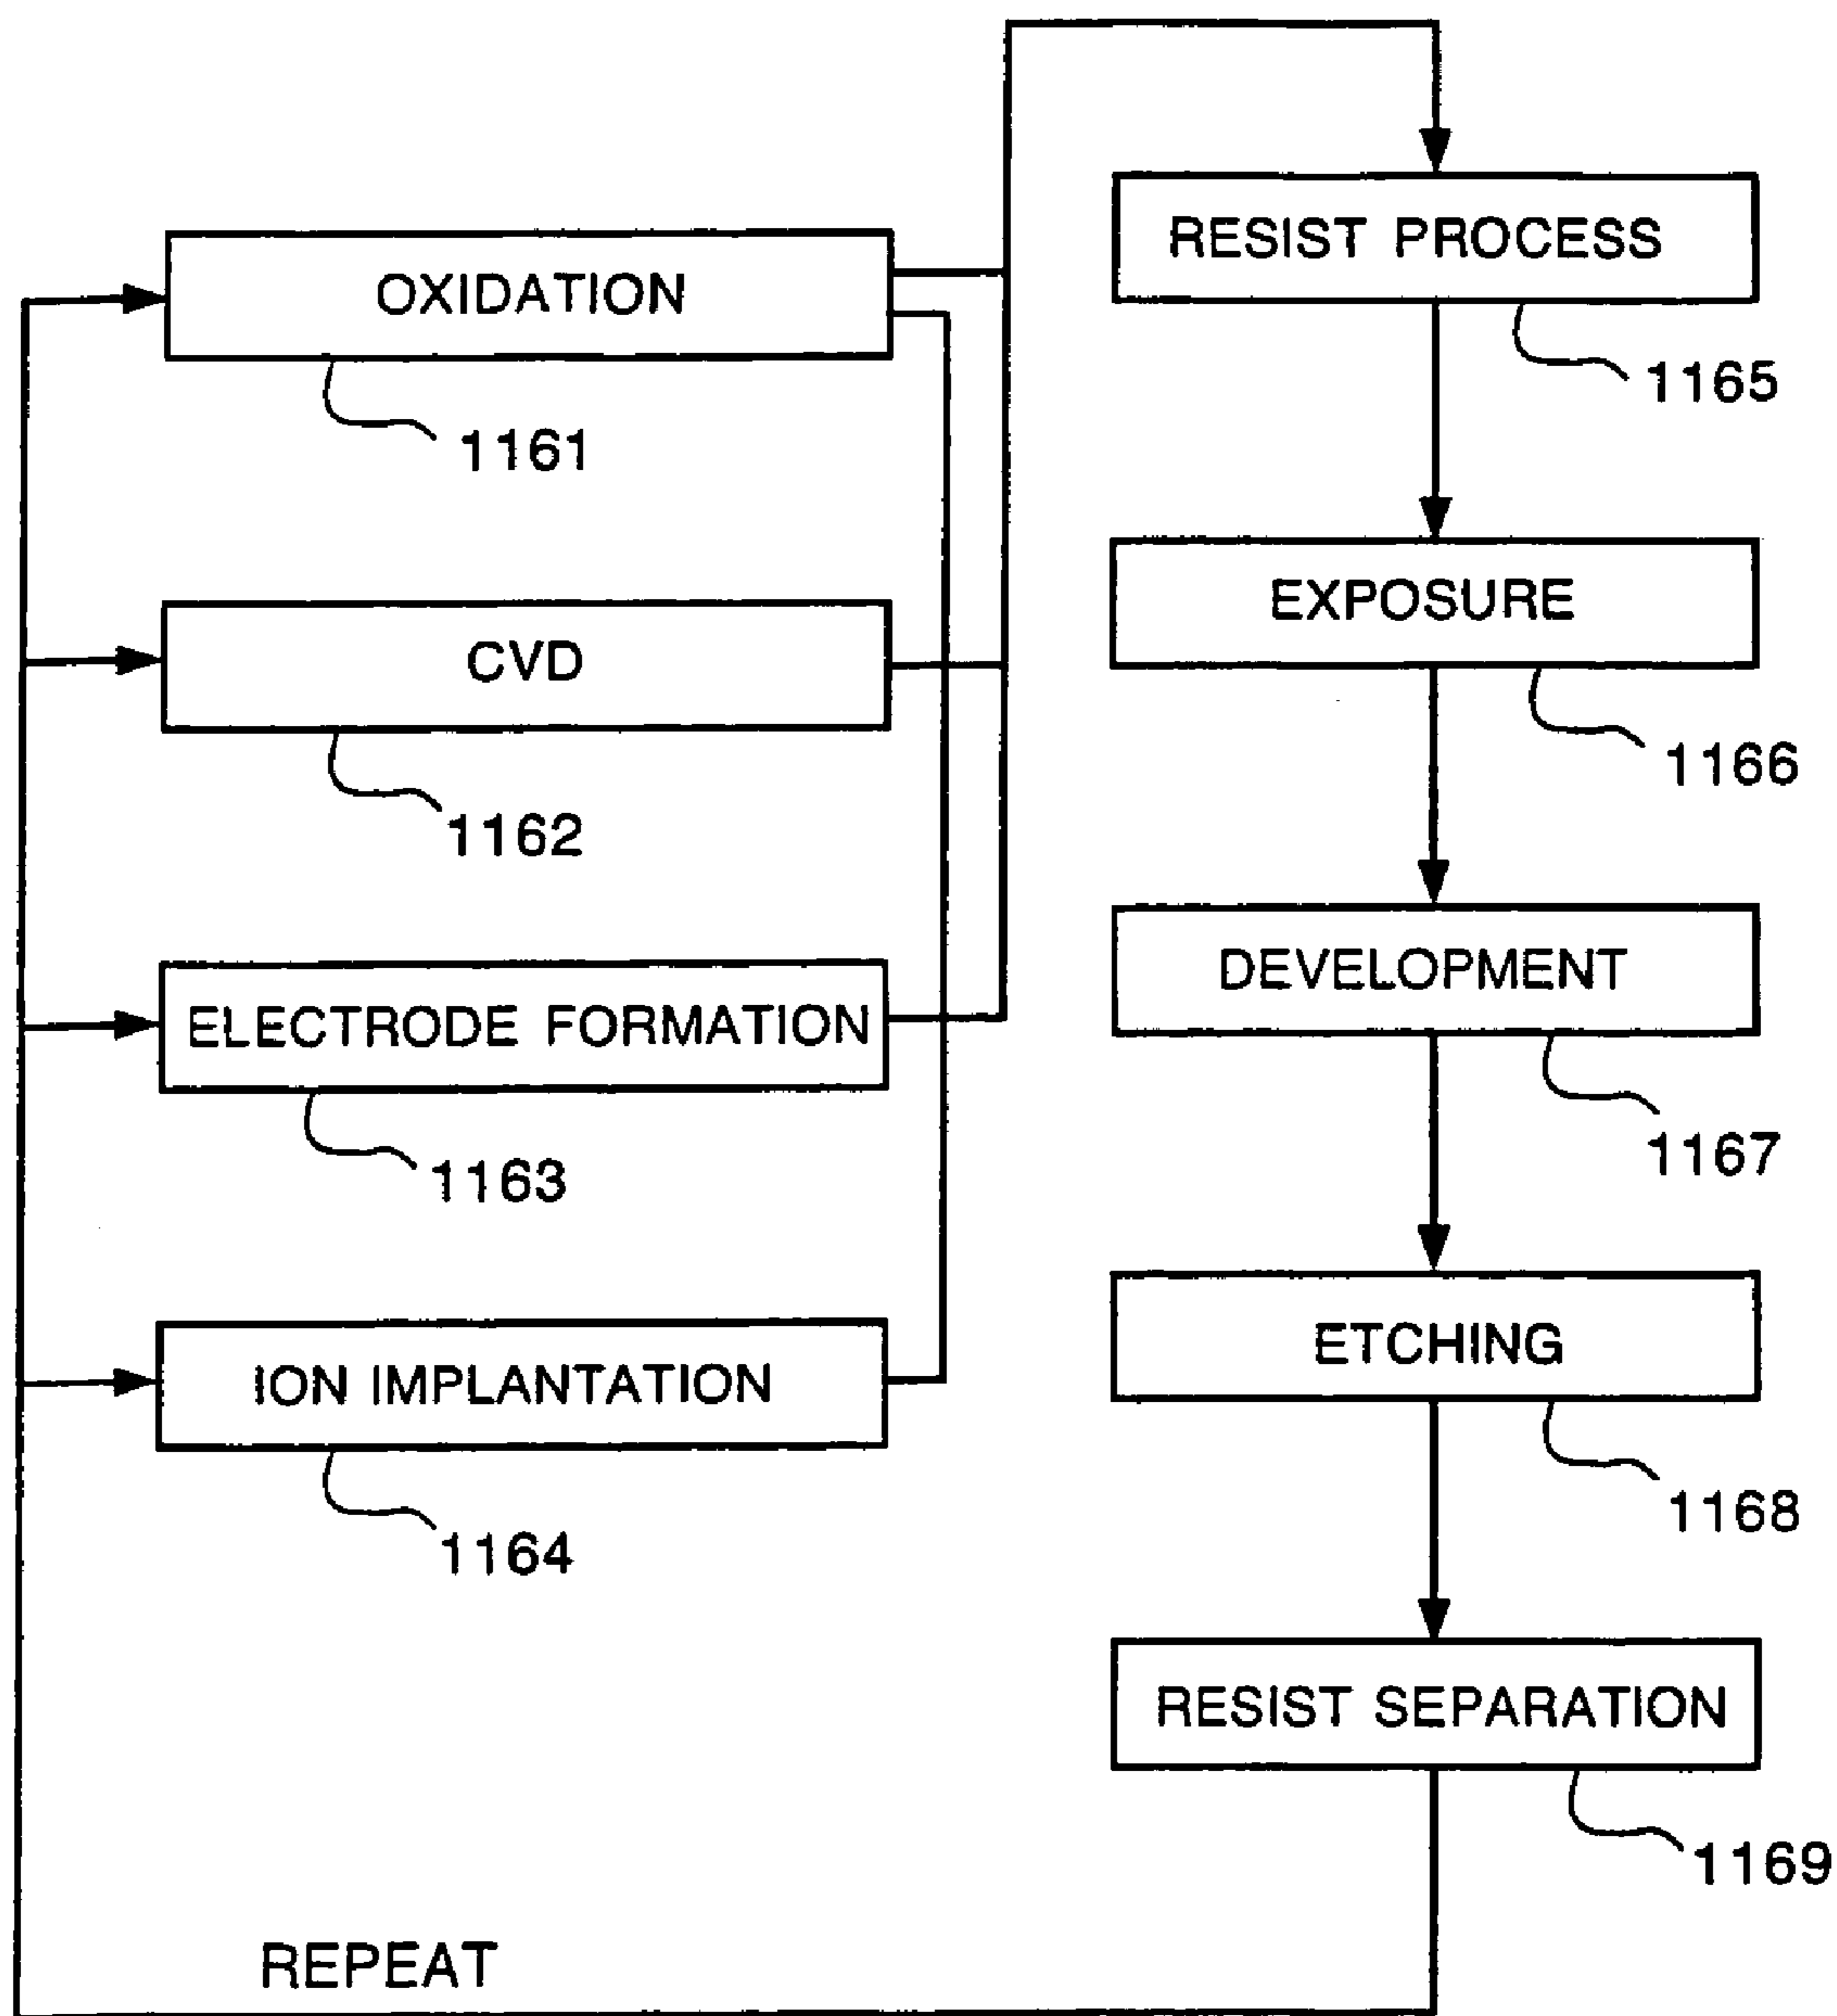 OXIDATION
1161
CVD
1162
ELECTRODE FORMATION
1163
ION IMPLANTATION
1164
RESIST PROCESS
1165
EXPOSURE
1166
DEVELOPMENT
1167
ETCHING
1168
RESIST SEPARATION
1169
REPEAT